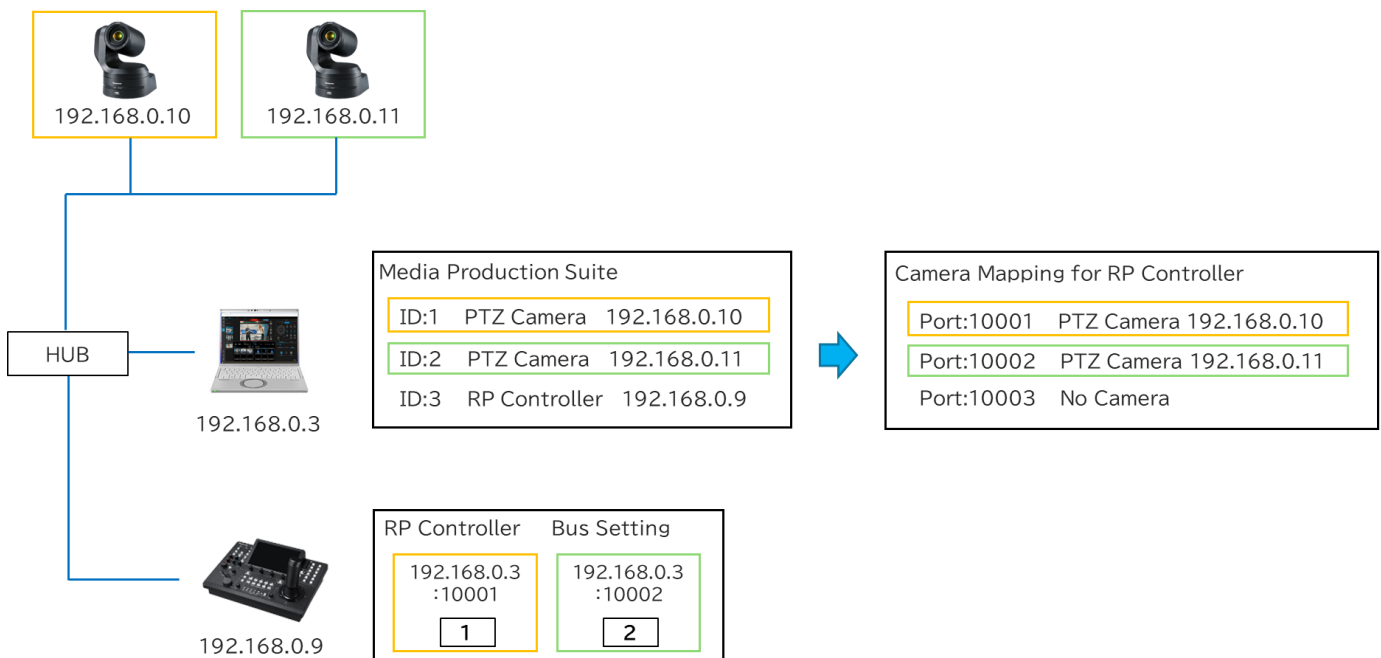 192.168.0.10
192.168.0.11
HUB
192.168.0.3
Media Production Suite
ID:1 PTZ Camera 192.168.0.10
ID:2 PTZ Camera 192.168.0.11
ID:3 RP Controller 192.168.0.9
Camera Mapping for RP Controller
Port:10001 PTZ Camera 192.168.0.10
Port:10002 PTZ Camera 192.168.0.11
Port:10003 No Camera
192.168.0.9
RP Controller Bus Setting
192.168.0.3
:10001
1
192.168.0.3
:10002
2